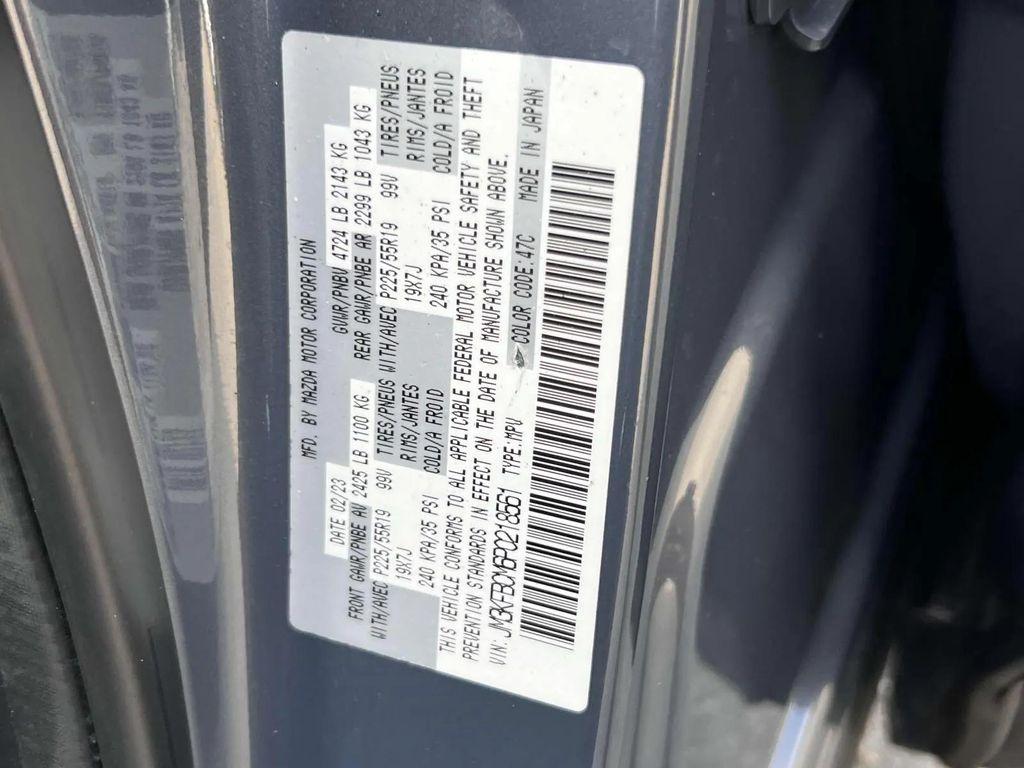 MFD. BY MAZDA MOTOR CORPORATION
DATE 02/23 GVWR/PNBV 4724 LB 2143 KG
FRONT GAWR/PNBE AV 2425 LB 1100 KG REAR GAWR/PNBE AR 2299 LB 1043 KG
WITH/AVEC P225/55R19 99V TIRES/PNEUS WITH/AVEC P225/55R19 99V TIRES/PNEUS
19X7J RIMS/JANTES 19X7J RIMS/JANTES
240 KPA/35 PSI COLD/A FROID 240 KPA/35 PSI COLD/A FROID
THIS VEHICLE CONFORMS TO ALL APPLICABLE FEDERAL MOTOR VEHICLE SAFETY AND THEFT
PREVENTION STANDARDS IN EFFECT ON THE DATE OF MANUFACTURE SHOWN ABOVE.
VIN: JM3KFBCM6P0218561 TYPE:MPV COLOR CODE:47C MADE IN JAPAN